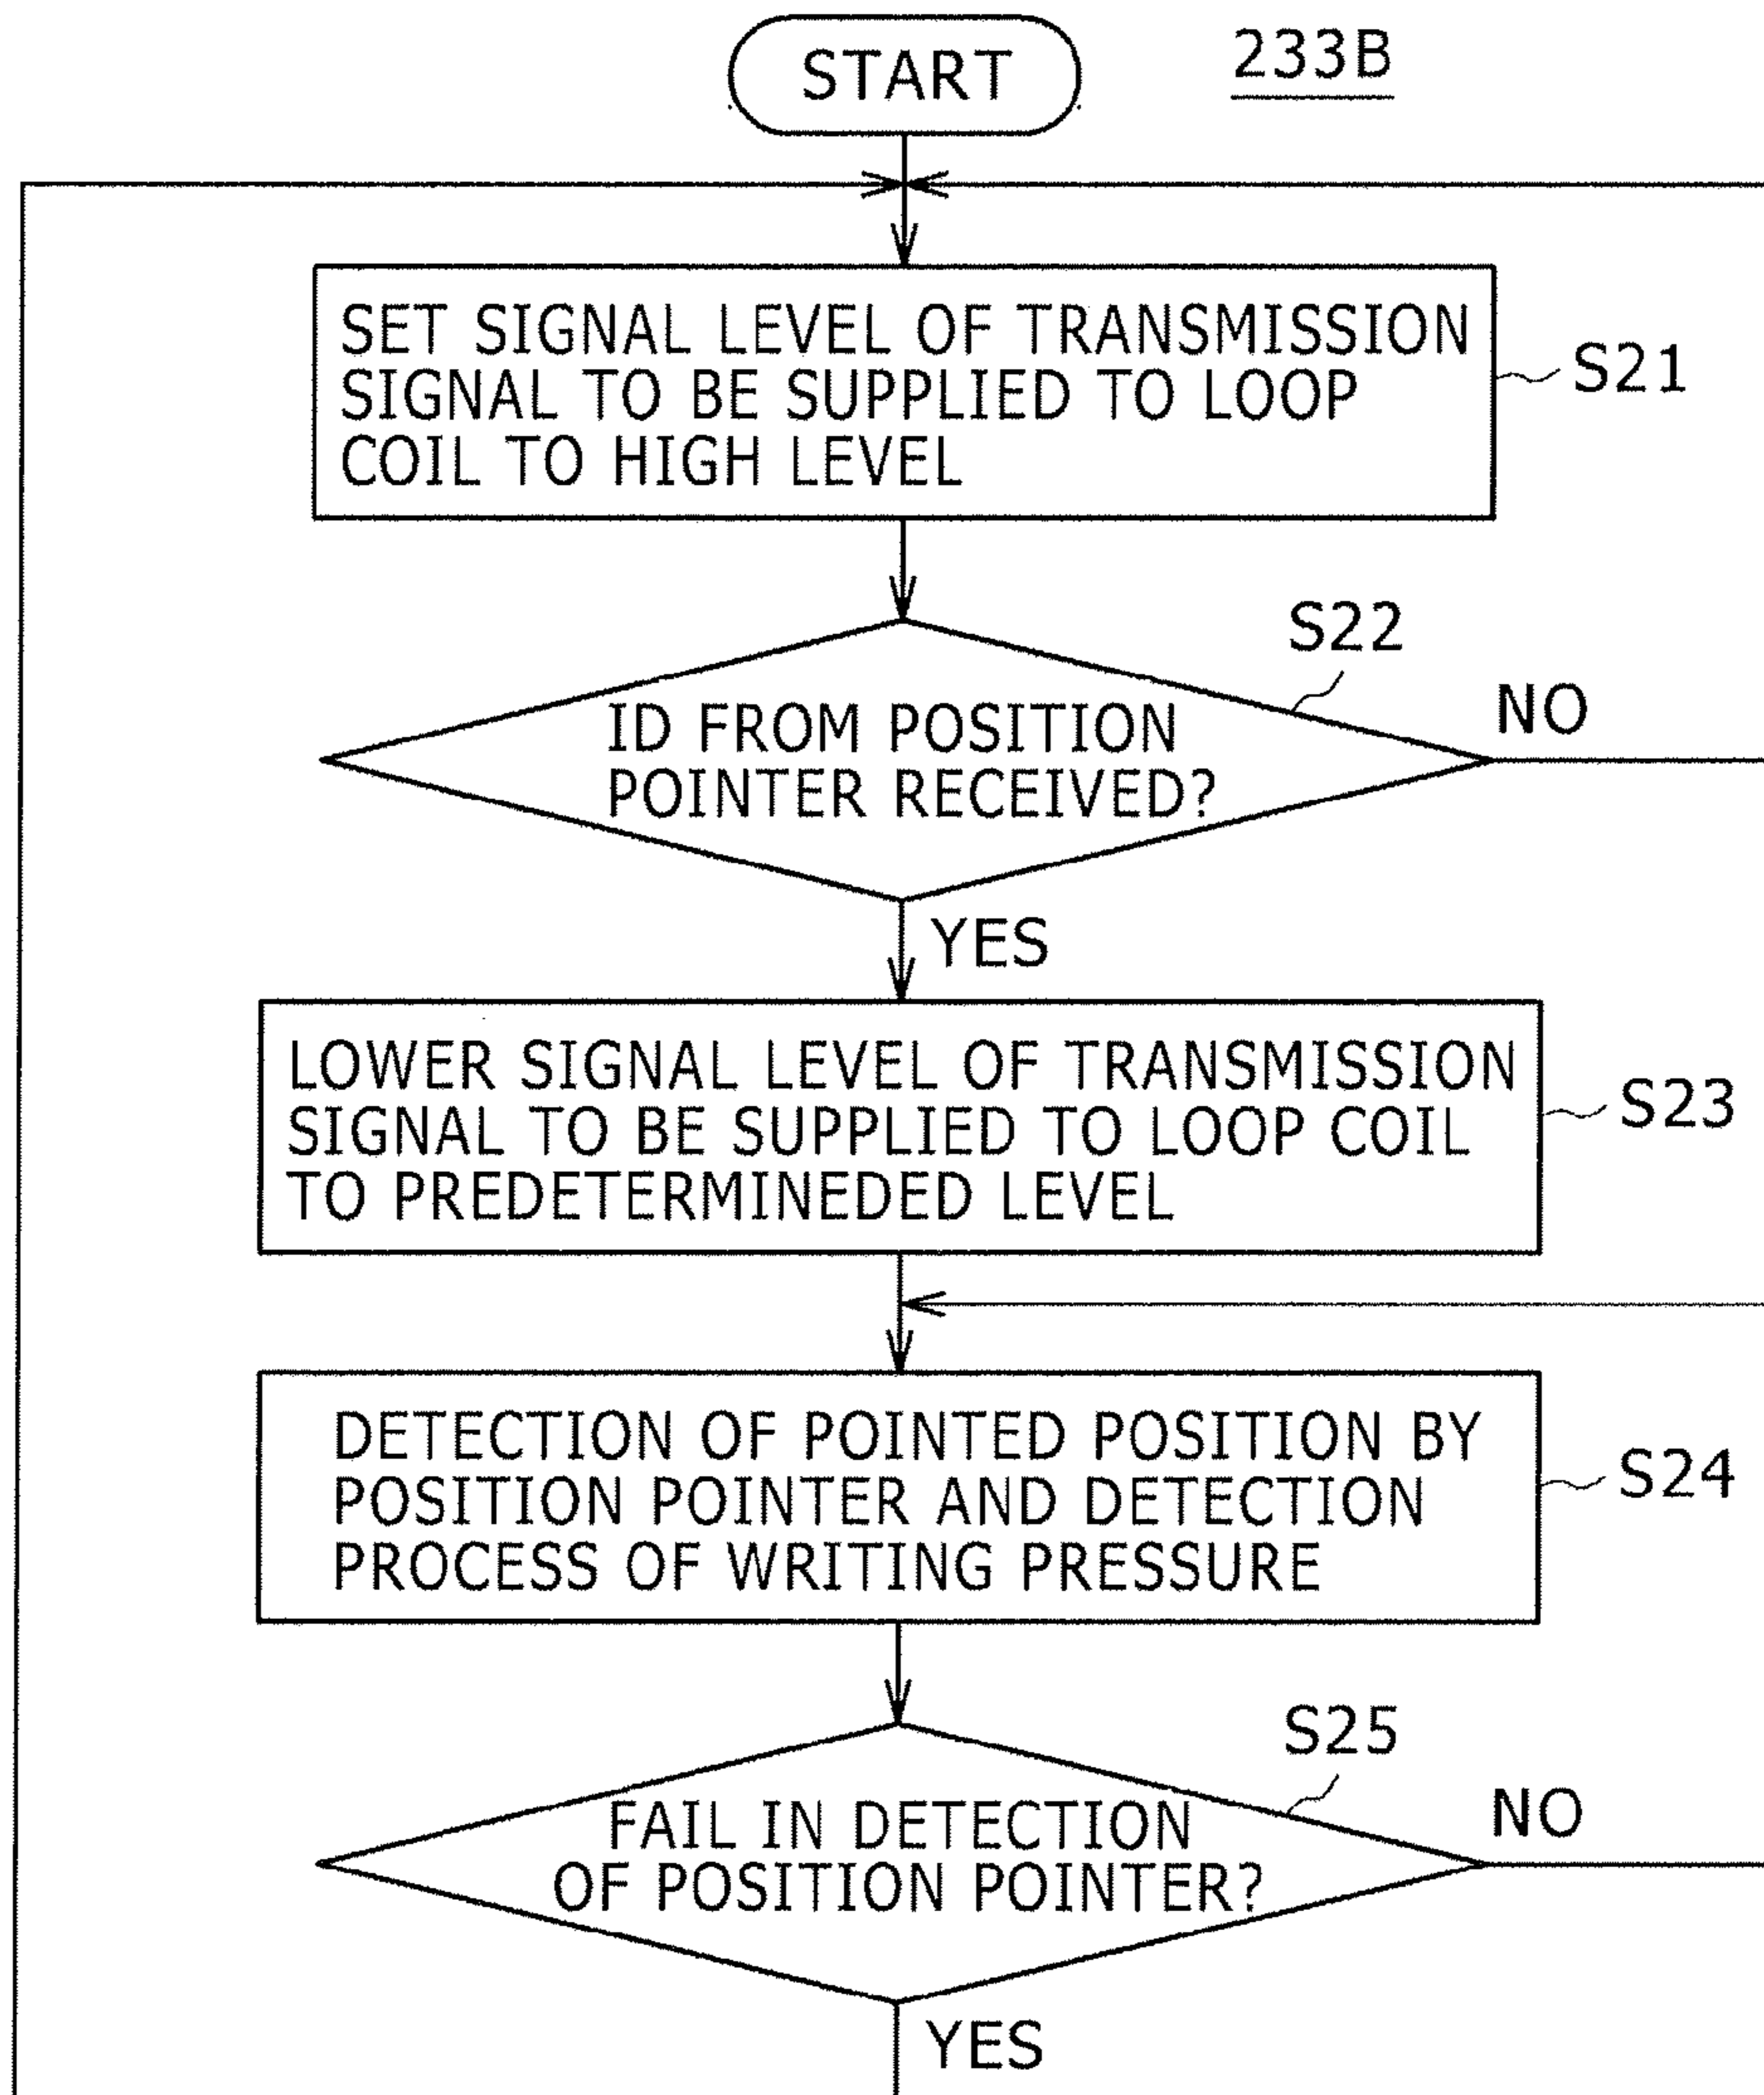 START
233B
SET SIGNAL LEVEL OF TRANSMISSION
SIGNAL TO BE SUPPLIED TO LOOP
COIL TO HIGH LEVEL
S21
S22
ID FROM POSITION
POINTER RECEIVED?
NO
YES
LOWER SIGNAL LEVEL OF TRANSMISSION
SIGNAL TO BE SUPPLIED TO LOOP COIL
TO PREDETERMINEDED LEVEL
S23
DETECTION OF POINTED POSITION BY
POSITION POINTER AND DETECTION
PROCESS OF WRITING PRESSURE
S24
S25
FAIL IN DETECTION
OF POSITION POINTER?
NO
YES